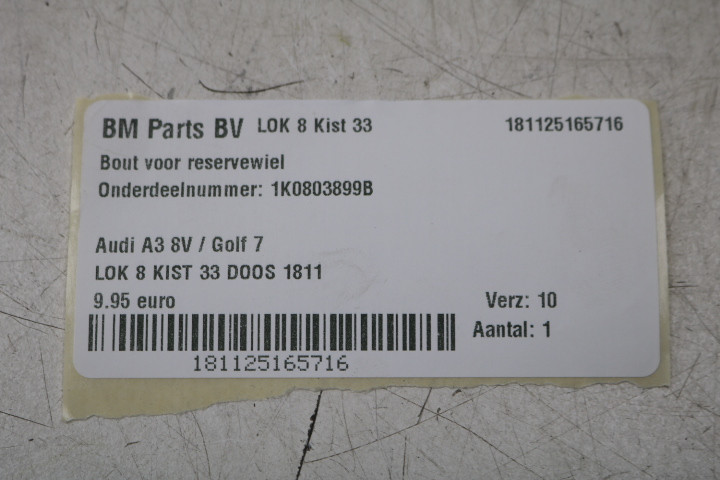 BM Parts BV LOK 8 Kist 33 181125165716
Bout voor reservewiel
Onderdeelnummer: 1K0803899B
Audi A3 8V / Golf 7
LOK 8 KIST 33 DOOS 1811
9.95 euro Verz: 10
Aantal: 1
181125165716